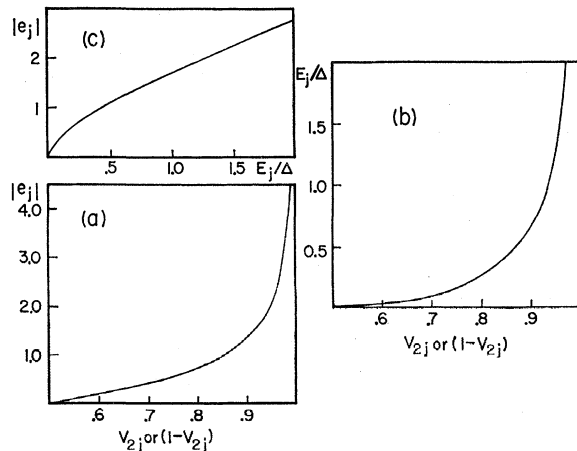 |e_j|
2
1
(c)
.5 1.0 1.5
E_j/Δ
|e_j|
4.0
3.0
2.0
1.0
(a)
.6 .7 .8 .9
V_2j or (1-V_2j)
E_j/Δ
1.5
1.0
0.5
(b)
.6 .7 .8 .9
V_2j or (1-V_2j)